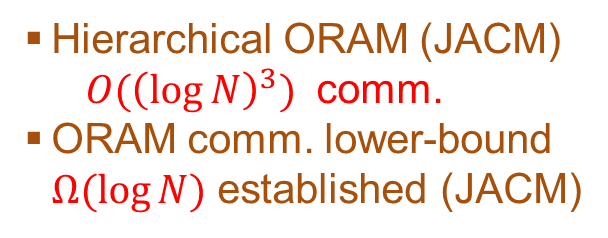 ▪ Hierarchical ORAM (JACM)
O((log N)³) comm.
▪ ORAM comm. lower-bound
Ω(log N) established (JACM)